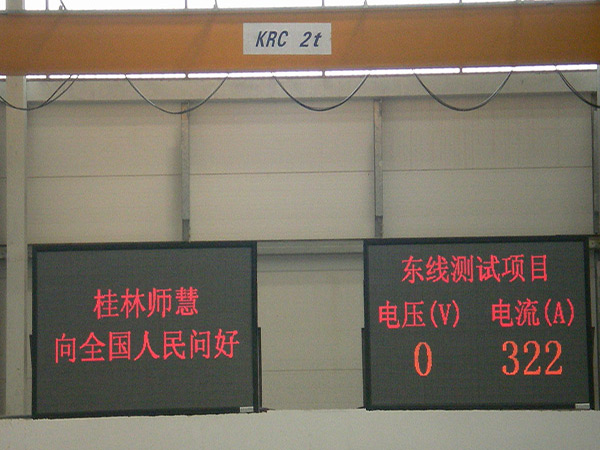 KRC 2t
桂林师慧
向全国人民问好
东线测试项目
电压(V) 电流(A)
0 322